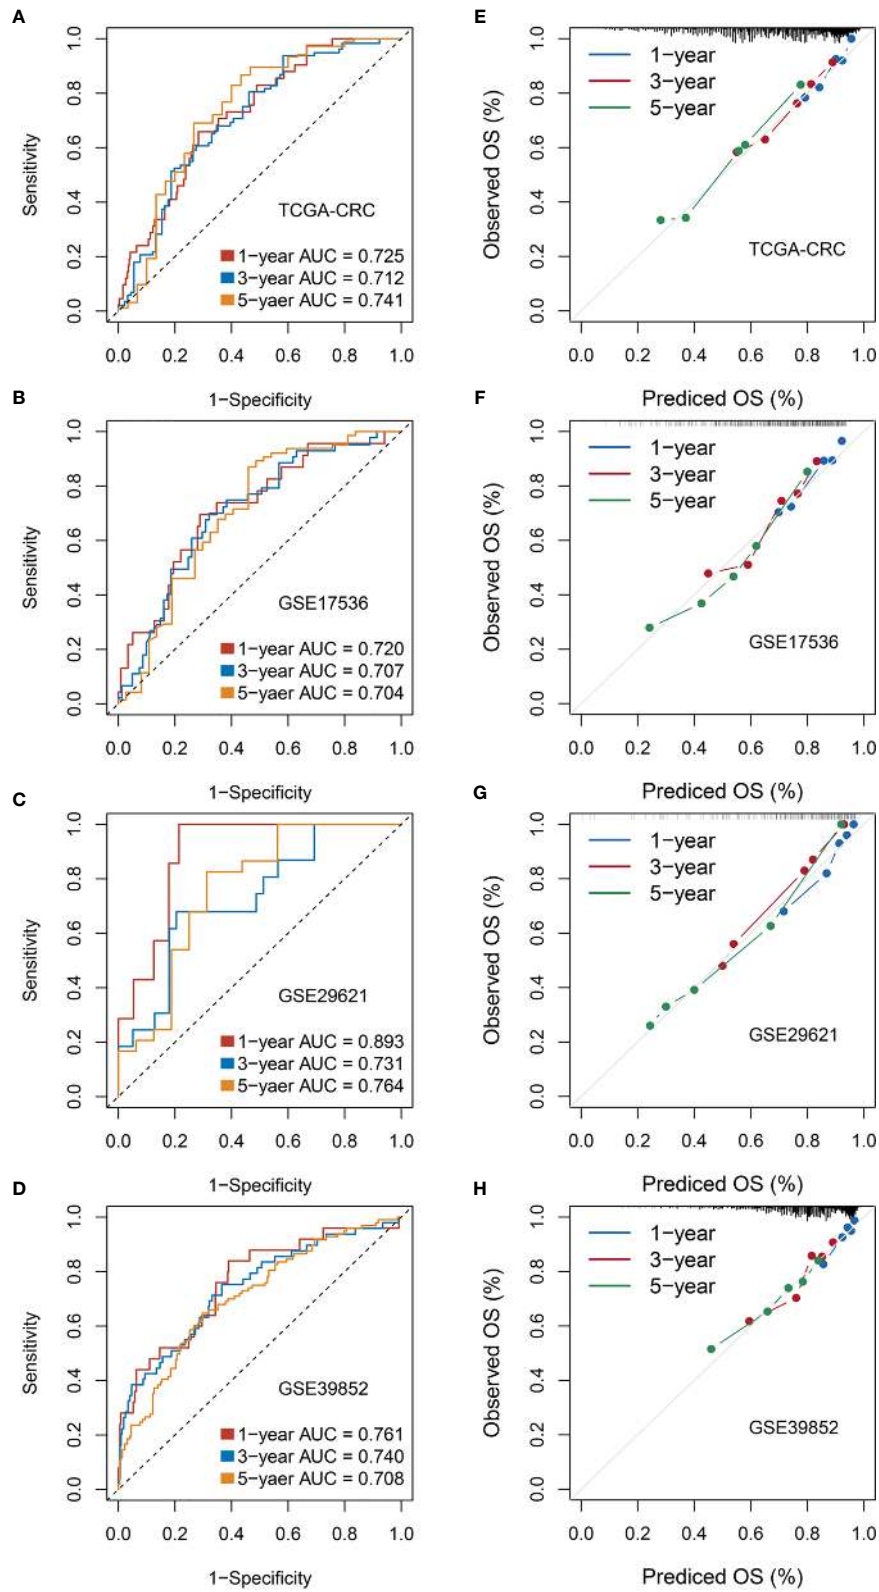 A
Sensitivity
0.0 0.2 0.4 0.6 0.8 1.0
TCGA-CRC
1-year AUC = 0.725
3-year AUC = 0.712
5-yaer AUC = 0.741
0.0 0.2 0.4 0.6 0.8 1.0
1-Specificity
E
Observed OS (%)
0.0 0.2 0.4 0.6 0.8 1.0
1-year
3-year
5-year
TCGA-CRC
0.0 0.2 0.4 0.6 0.8 1.0
Prediced OS (%)
B
Sensitivity
0.0 0.2 0.4 0.6 0.8 1.0
GSE17536
1-year AUC = 0.720
3-year AUC = 0.707
5-yaer AUC = 0.704
0.0 0.2 0.4 0.6 0.8 1.0
1-Specificity
F
Observed OS (%)
0.0 0.2 0.4 0.6 0.8 1.0
1-year
3-year
5-year
GSE17536
0.0 0.2 0.4 0.6 0.8 1.0
Prediced OS (%)
C
Sensitivity
0.0 0.2 0.4 0.6 0.8 1.0
GSE29621
1-year AUC = 0.893
3-year AUC = 0.731
5-yaer AUC = 0.764
0.0 0.2 0.4 0.6 0.8 1.0
1-Specificity
G
Observed OS (%)
0.0 0.2 0.4 0.6 0.8 1.0
1-year
3-year
5-year
GSE29621
0.0 0.2 0.4 0.6 0.8 1.0
Prediced OS (%)
D
Sensitivity
0.0 0.2 0.4 0.6 0.8 1.0
GSE39852
1-year AUC = 0.761
3-year AUC = 0.740
5-yaer AUC = 0.708
0.0 0.2 0.4 0.6 0.8 1.0
1-Specificity
H
Observed OS (%)
0.0 0.2 0.4 0.6 0.8 1.0
1-year
3-year
5-year
GSE39852
0.0 0.2 0.4 0.6 0.8 1.0
Prediced OS (%)